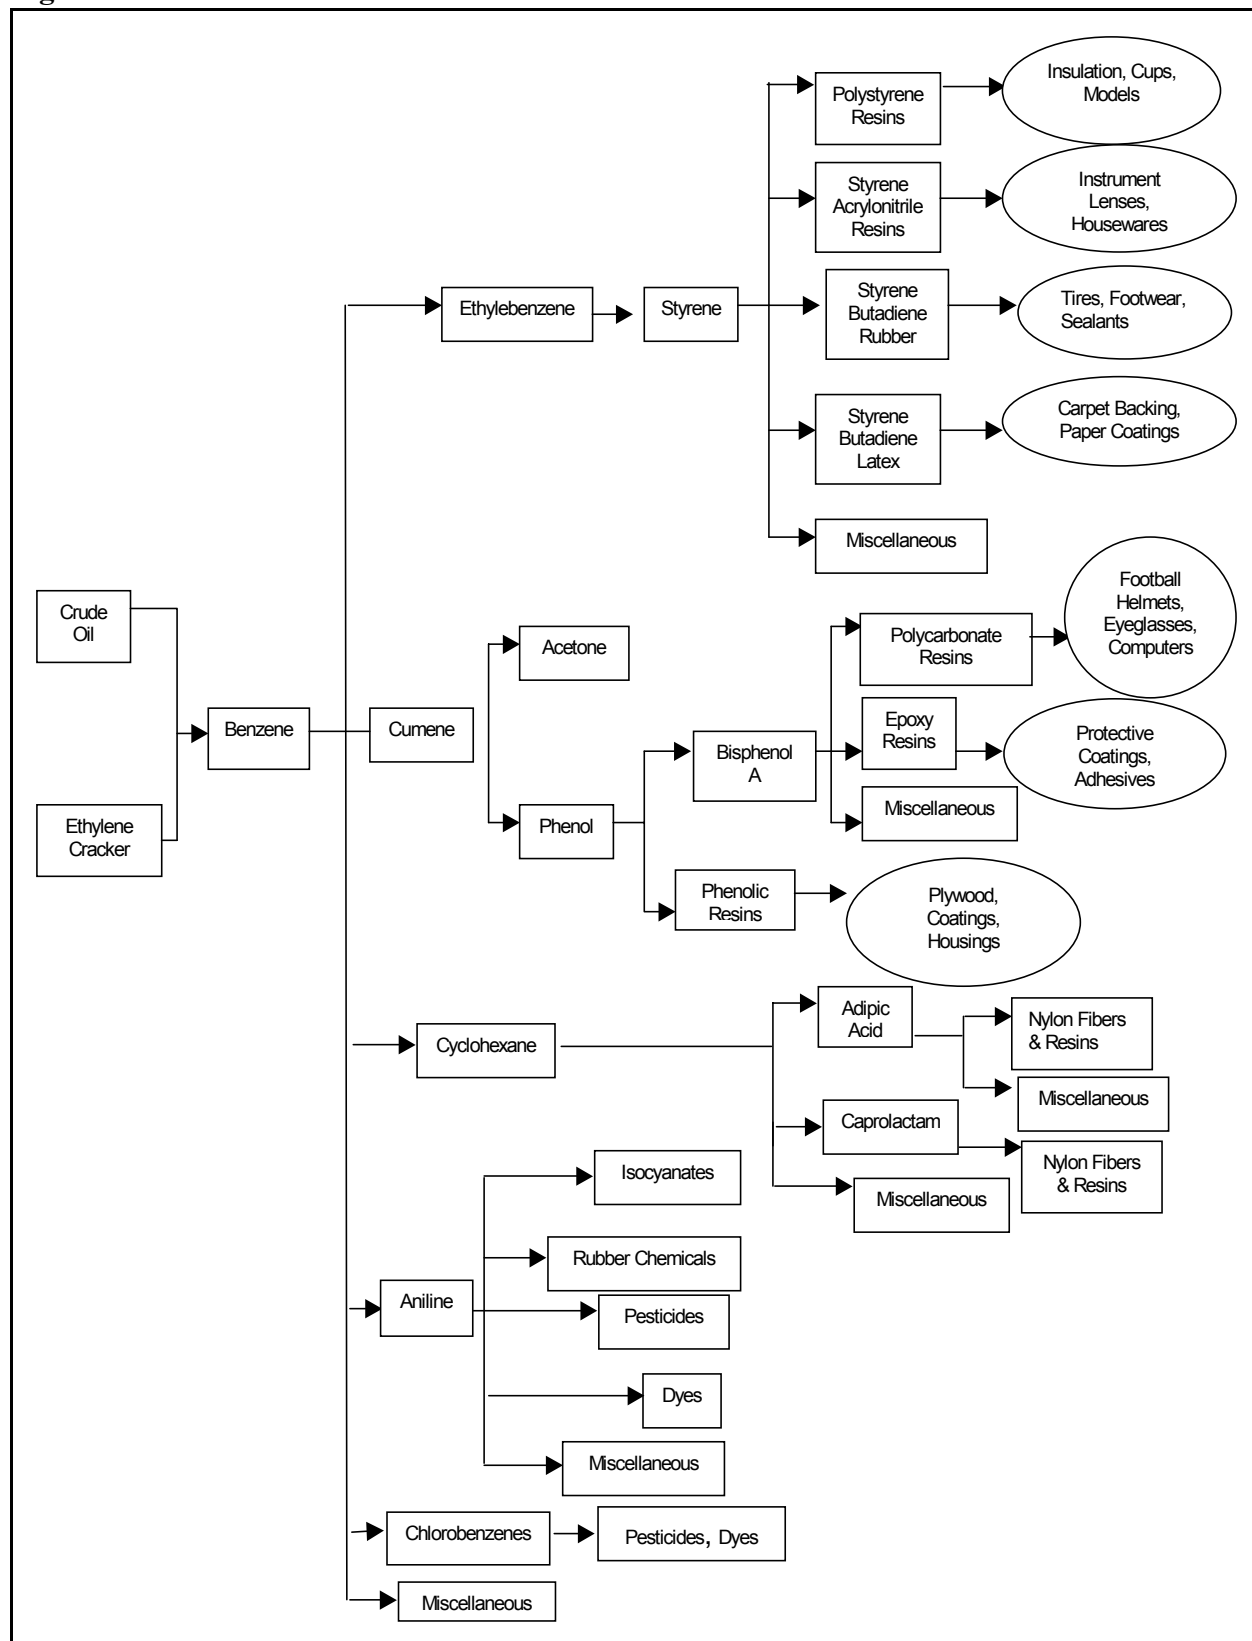 Insulation, Cups,
Models
Polystyrene
Resins
Styrene
Acrylonitrile
Resins
Instrument
Lenses,
Housewares
Ethylebenzene
Styrene
Styrene
Butadiene
Rubber
Tires, Footwear,
Sealants
Styrene
Butadiene
Latex
Carpet Backing,
Paper Coatings
Miscellaneous
Crude
Oil
Ethylene
Cracker
Benzene
Cumene
Acetone
Phenol
Bisphenol
A
Polycarbonate
Resins
Football
Helmets,
Eyeglasses,
Computers
Epoxy
Resins
Protective
Coatings,
Adhesives
Miscellaneous
Phenolic
Resins
Plywood,
Coatings,
Housings
Cyclohexane
Adipic
Acid
Nylon Fibers
& Resins
Miscellaneous
Caprolactam
Nylon Fibers
& Resins
Miscellaneous
Aniline
Isocyanates
Rubber Chemicals
Pesticides
Dyes
Miscellaneous
Chlorobenzenes
Pesticides, Dyes
Miscellaneous